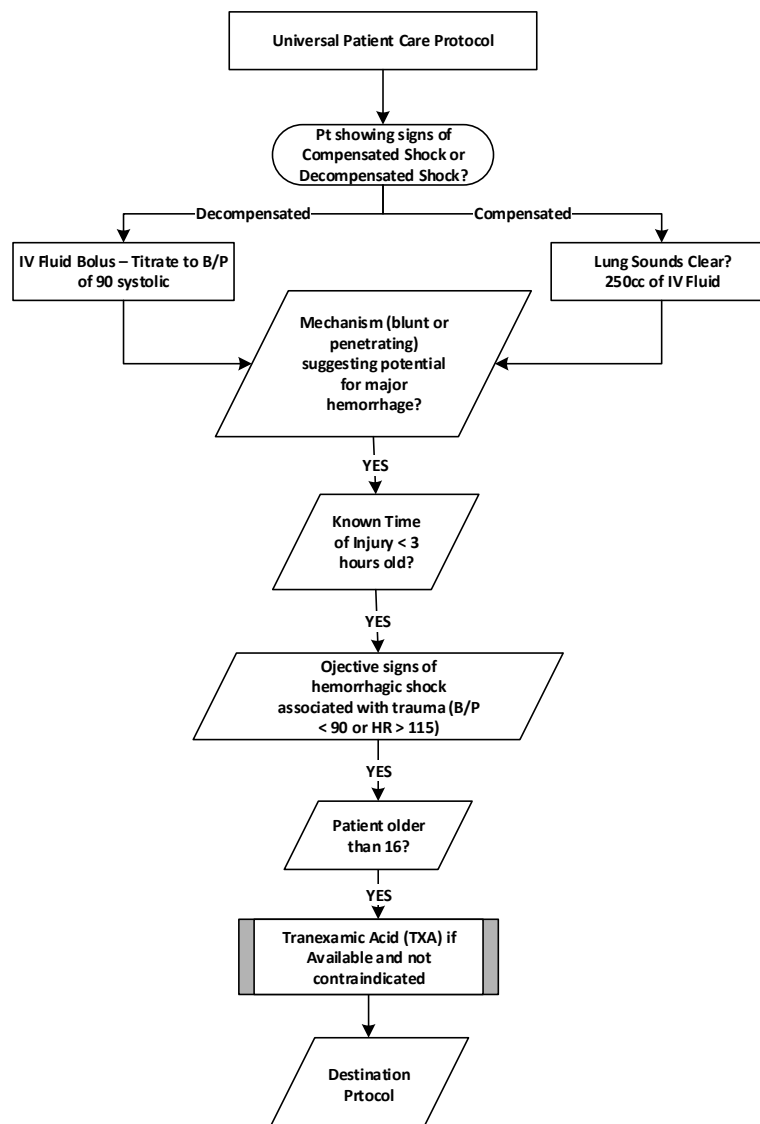 Universal Patient Care Protocol
Pt showing signs of
Compensated Shock or
Decompensated Shock?
Decompensated
Compensated
IV Fluid Bolus – Titrate to B/P
of 90 systolic
Lung Sounds Clear?
250cc of IV Fluid
Mechanism (blunt or
penetrating)
suggesting potential
for major
hemorrhage?
YES
Known Time
of Injury < 3
hours old?
YES
Ojective signs of
hemorrhagic shock
associated with trauma (B/P
< 90 or HR > 115)
YES
Patient older
than 16?
YES
Tranexamic Acid (TXA) if
Available and not
contraindicated
Destination
Prtocol